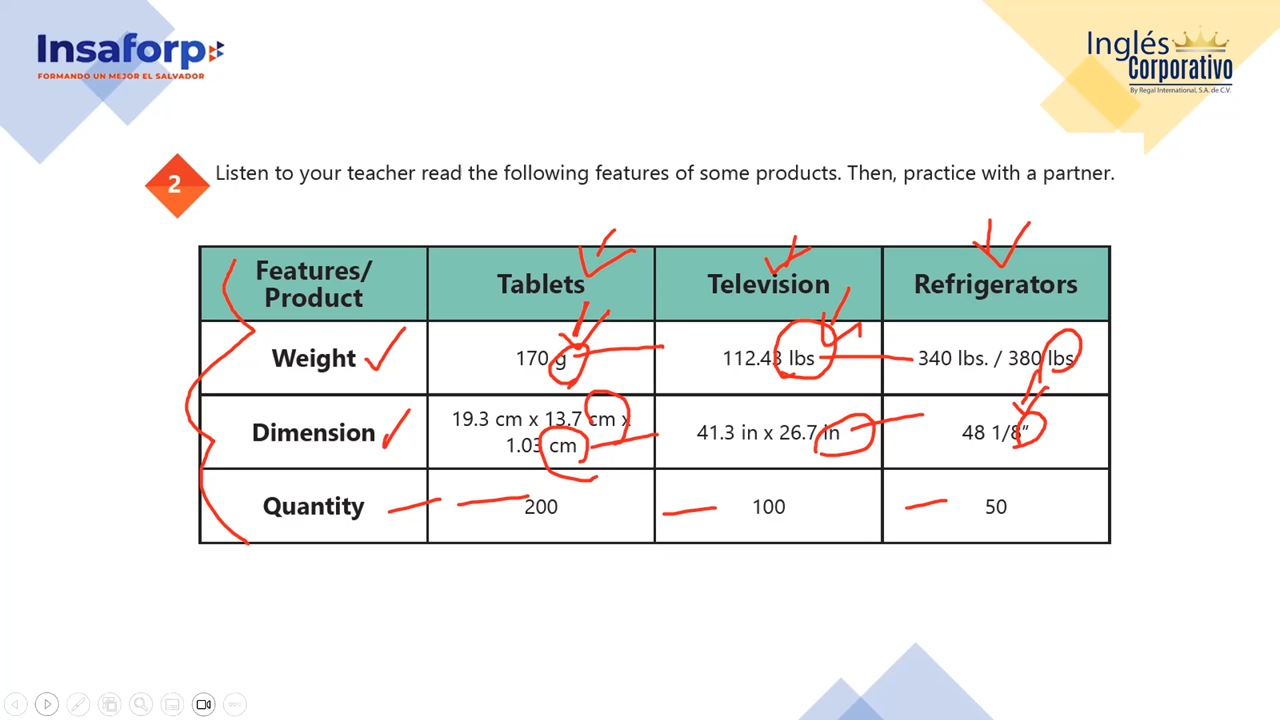 Insaforp
FORMANDO UN MEJOR EL SALVADOR
Inglés
Corporativo
By Regal International, S.A. de C.V.
2
Listen to your teacher read the following features of some products. Then, practice with a partner.
Features/
Product
Tablets
Television
Refrigerators
Weight
170 g
112.43 lbs
340 lbs. / 380 lbs
Dimension
19.3 cm x 13.7 cm x
1.03 cm
41.3 in x 26.7 in
48 1/8"
Quantity
200
100
50